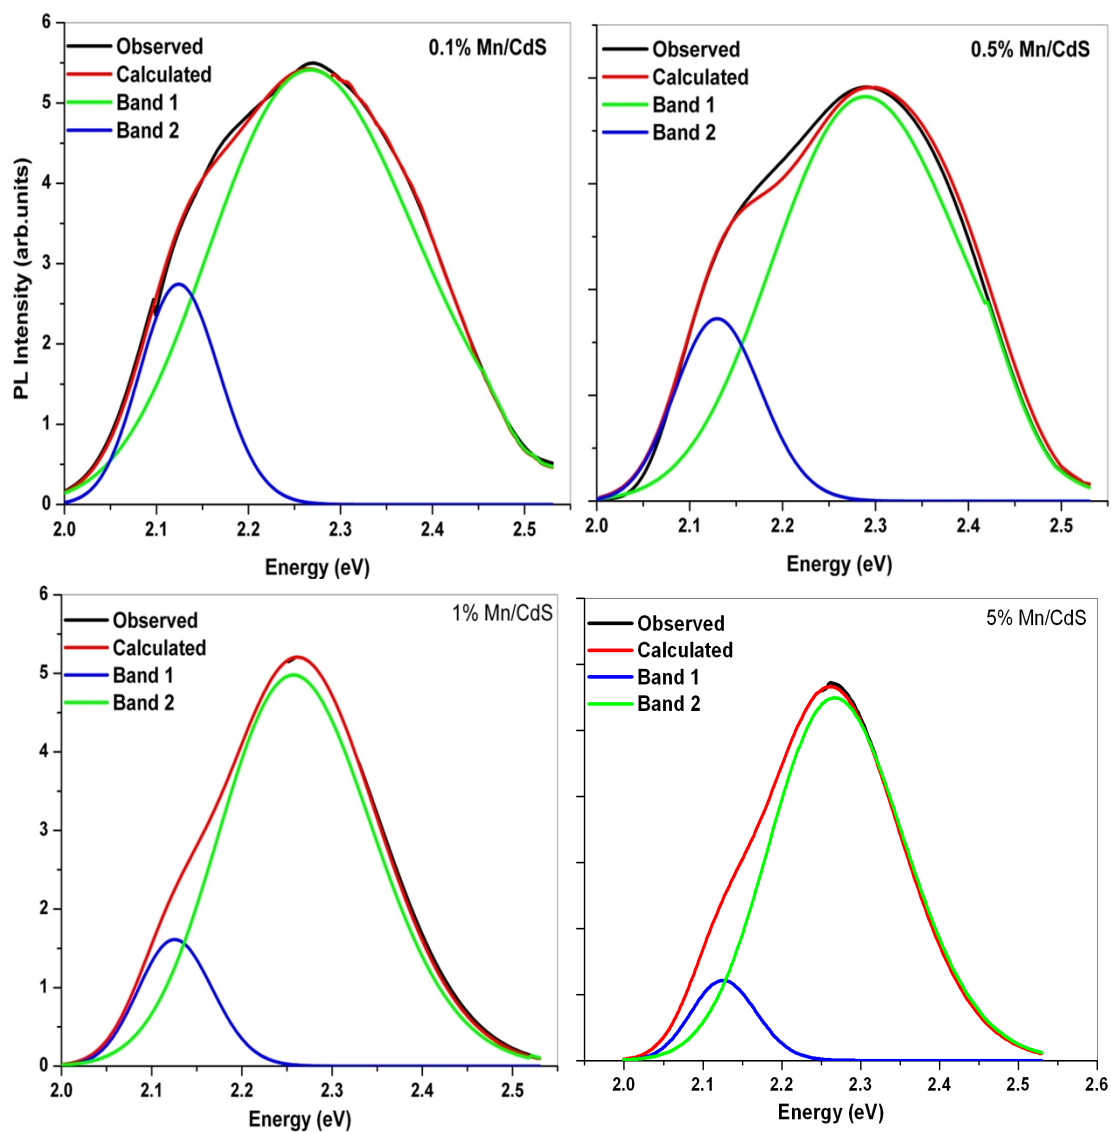 0.1% Mn/CdS
Observed
Calculated
Band 1
Band 2
PL Intensity (arb.units)
6
5
4
3
2
1
0
2.0 2.1 2.2 2.3 2.4 2.5
Energy (eV)
0.5% Mn/CdS
Observed
Calculated
Band 1
Band 2
2.0 2.1 2.2 2.3 2.4 2.5
Energy (eV)
1% Mn/CdS
Observed
Calculated
Band 1
Band 2
6
5
4
3
2
1
0
2.0 2.1 2.2 2.3 2.4 2.5
Energy (eV)
5% Mn/CdS
Observed
Calculated
Band 1
Band 2
2.0 2.1 2.2 2.3 2.4 2.5 2.6
Energy (eV)